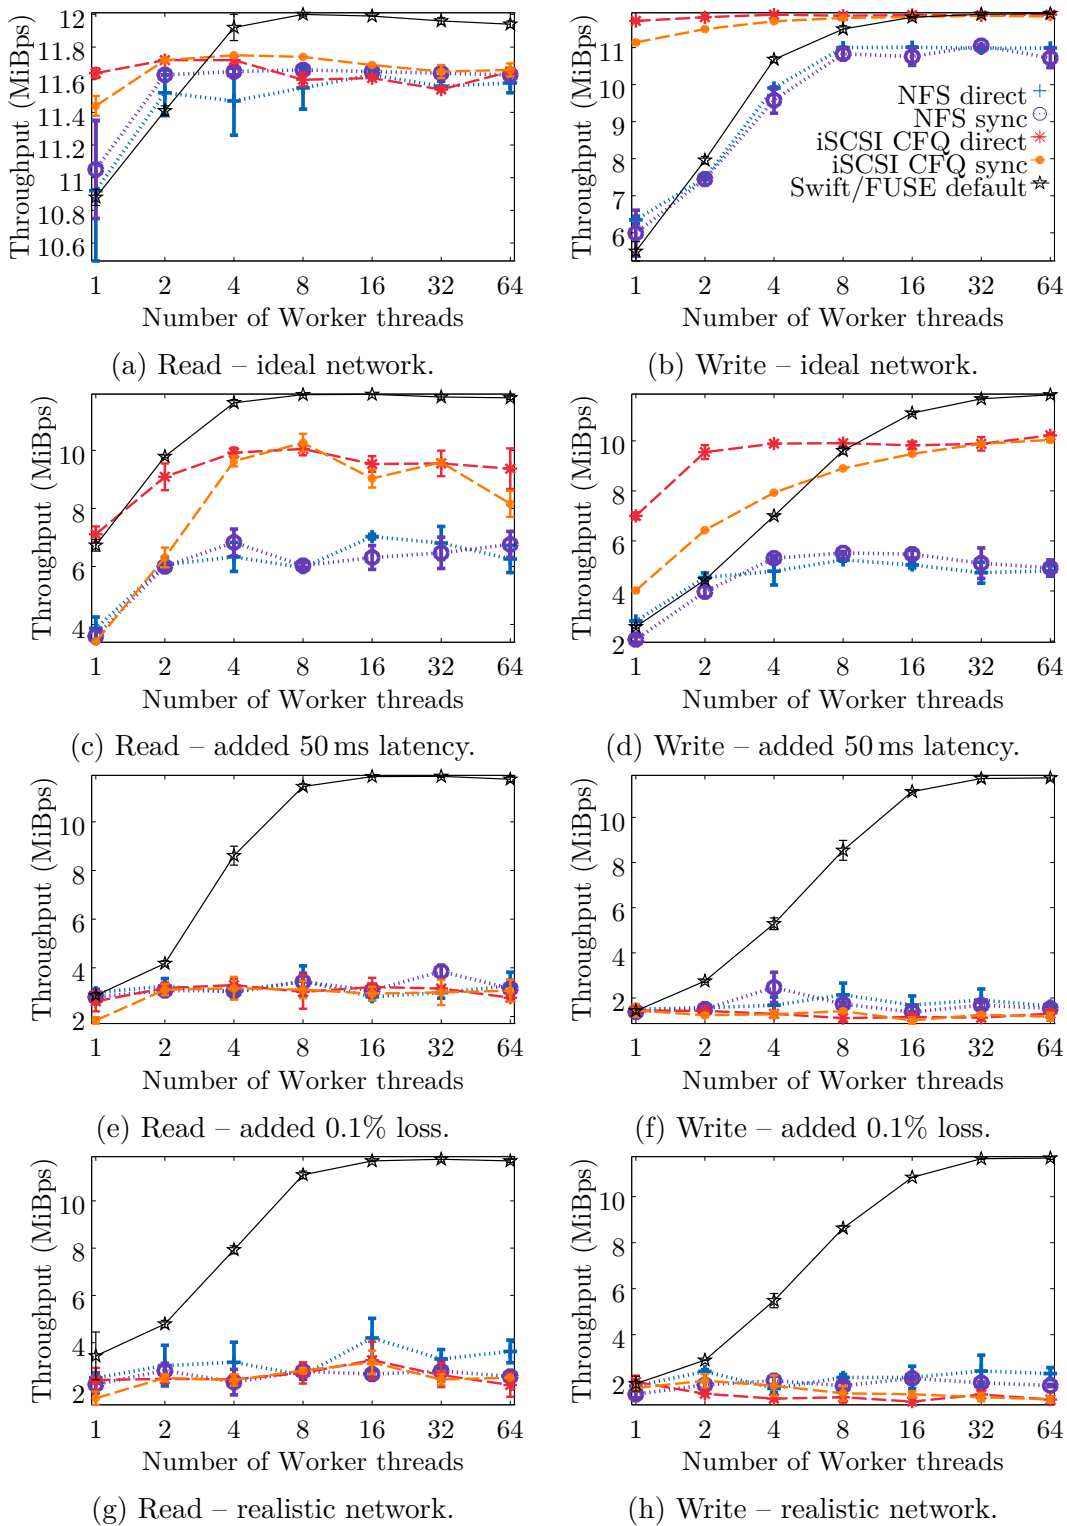 Throughput (MiBps)
12
11.8
11.6
11.4
11.2
11
10.8
10.6
1 2 4 8 16 32 64
Number of Worker threads
(a) Read – ideal network.
Throughput (MiBps)
11
10
9
8
7
6
NFS direct
NFS sync
iSCSI CFQ direct
iSCSI CFQ sync
Swift/FUSE default
1 2 4 8 16 32 64
Number of Worker threads
(b) Write – ideal network.
Throughput (MiBps)
10
8
6
4
1 2 4 8 16 32 64
Number of Worker threads
(c) Read – added 50 ms latency.
Throughput (MiBps)
10
8
6
4
2
1 2 4 8 16 32 64
Number of Worker threads
(d) Write – added 50 ms latency.
Throughput (MiBps)
10
8
6
4
2
1 2 4 8 16 32 64
Number of Worker threads
(e) Read – added 0.1% loss.
Throughput (MiBps)
10
8
6
4
2
1 2 4 8 16 32 64
Number of Worker threads
(f) Write – added 0.1% loss.
Throughput (MiBps)
10
8
6
4
2
1 2 4 8 16 32 64
Number of Worker threads
(g) Read – realistic network.
Throughput (MiBps)
10
8
6
4
2
1 2 4 8 16 32 64
Number of Worker threads
(h) Write – realistic network.